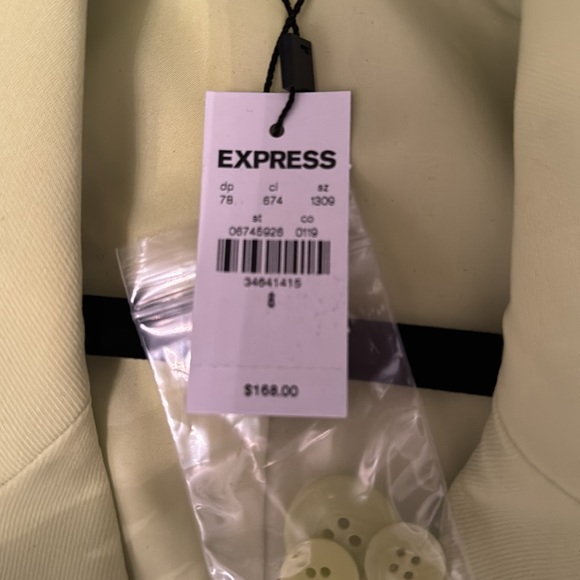 EXPRESS
dp cl sz
78 674 1309
st co
06745926 0119
34641415
8
$168.00